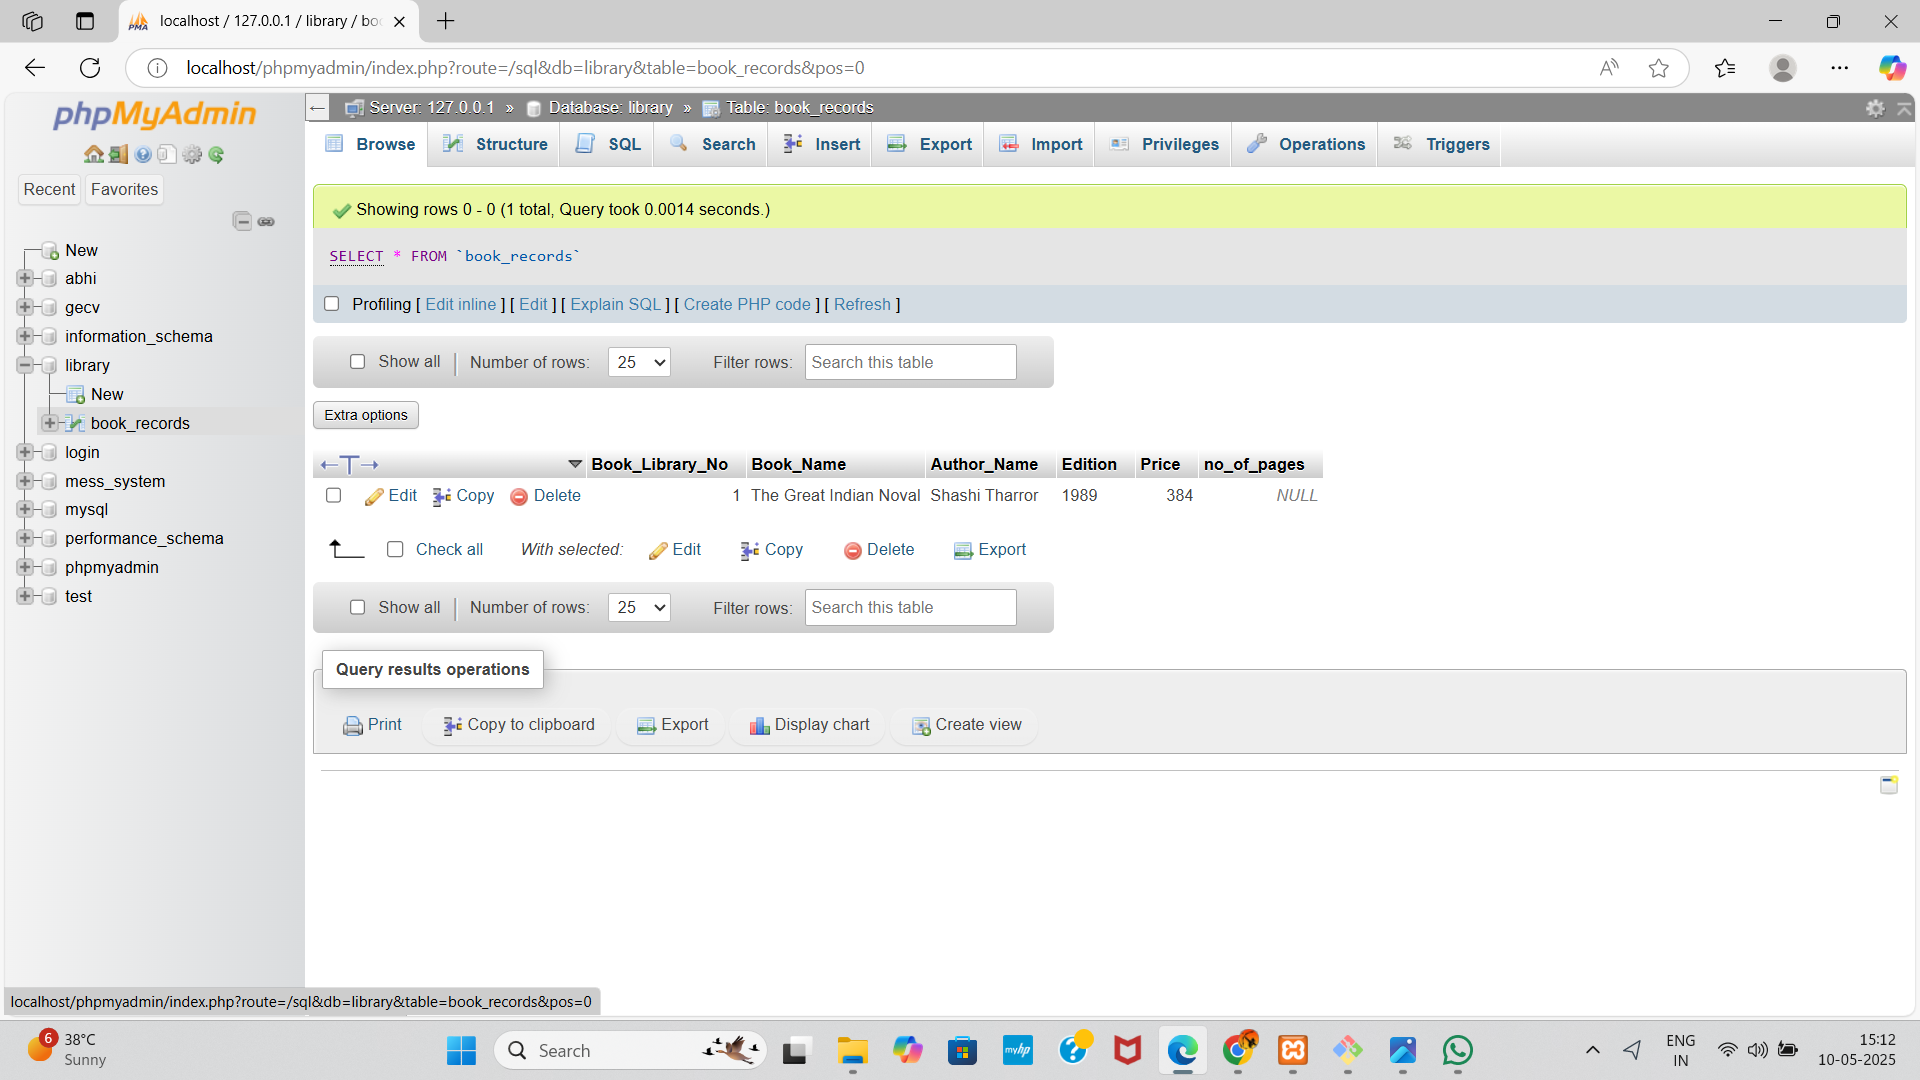 localhost / 127.0.0.1 / library / boo
localhost/phpmyadmin/index.php?route=/sql&db=library&table=book_records&pos=0
phpMyAdmin
Recent Favorites
New
abhi
gecv
information_schema
library
New
book_records
login
mess_system
mysql
performance_schema
phpmyadmin
test
Server: 127.0.0.1 » Database: library » Table: book_records
Browse Structure SQL Search Insert Export Import Privileges Operations Triggers
Showing rows 0 - 0 (1 total, Query took 0.0014 seconds.)
SELECT * FROM `book_records`
Profiling [ Edit inline ] [ Edit ] [ Explain SQL ] [ Create PHP code ] [ Refresh ]
Show all Number of rows: 25 Filter rows: Search this table
Extra options
Book_Library_No Book_Name Author_Name Edition Price no_of_pages
Edit Copy Delete 1 The Great Indian Noval Shashi Tharror 1989 384 NULL
Check all With selected: Edit Copy Delete Export
Show all Number of rows: 25 Filter rows: Search this table
Query results operations
Print Copy to clipboard Export Display chart Create view
localhost/phpmyadmin/index.php?route=/sql&db=library&table=book_records&pos=0
6
38°C
Sunny
Search
myhp
ENG
IN
15:12
10-05-2025